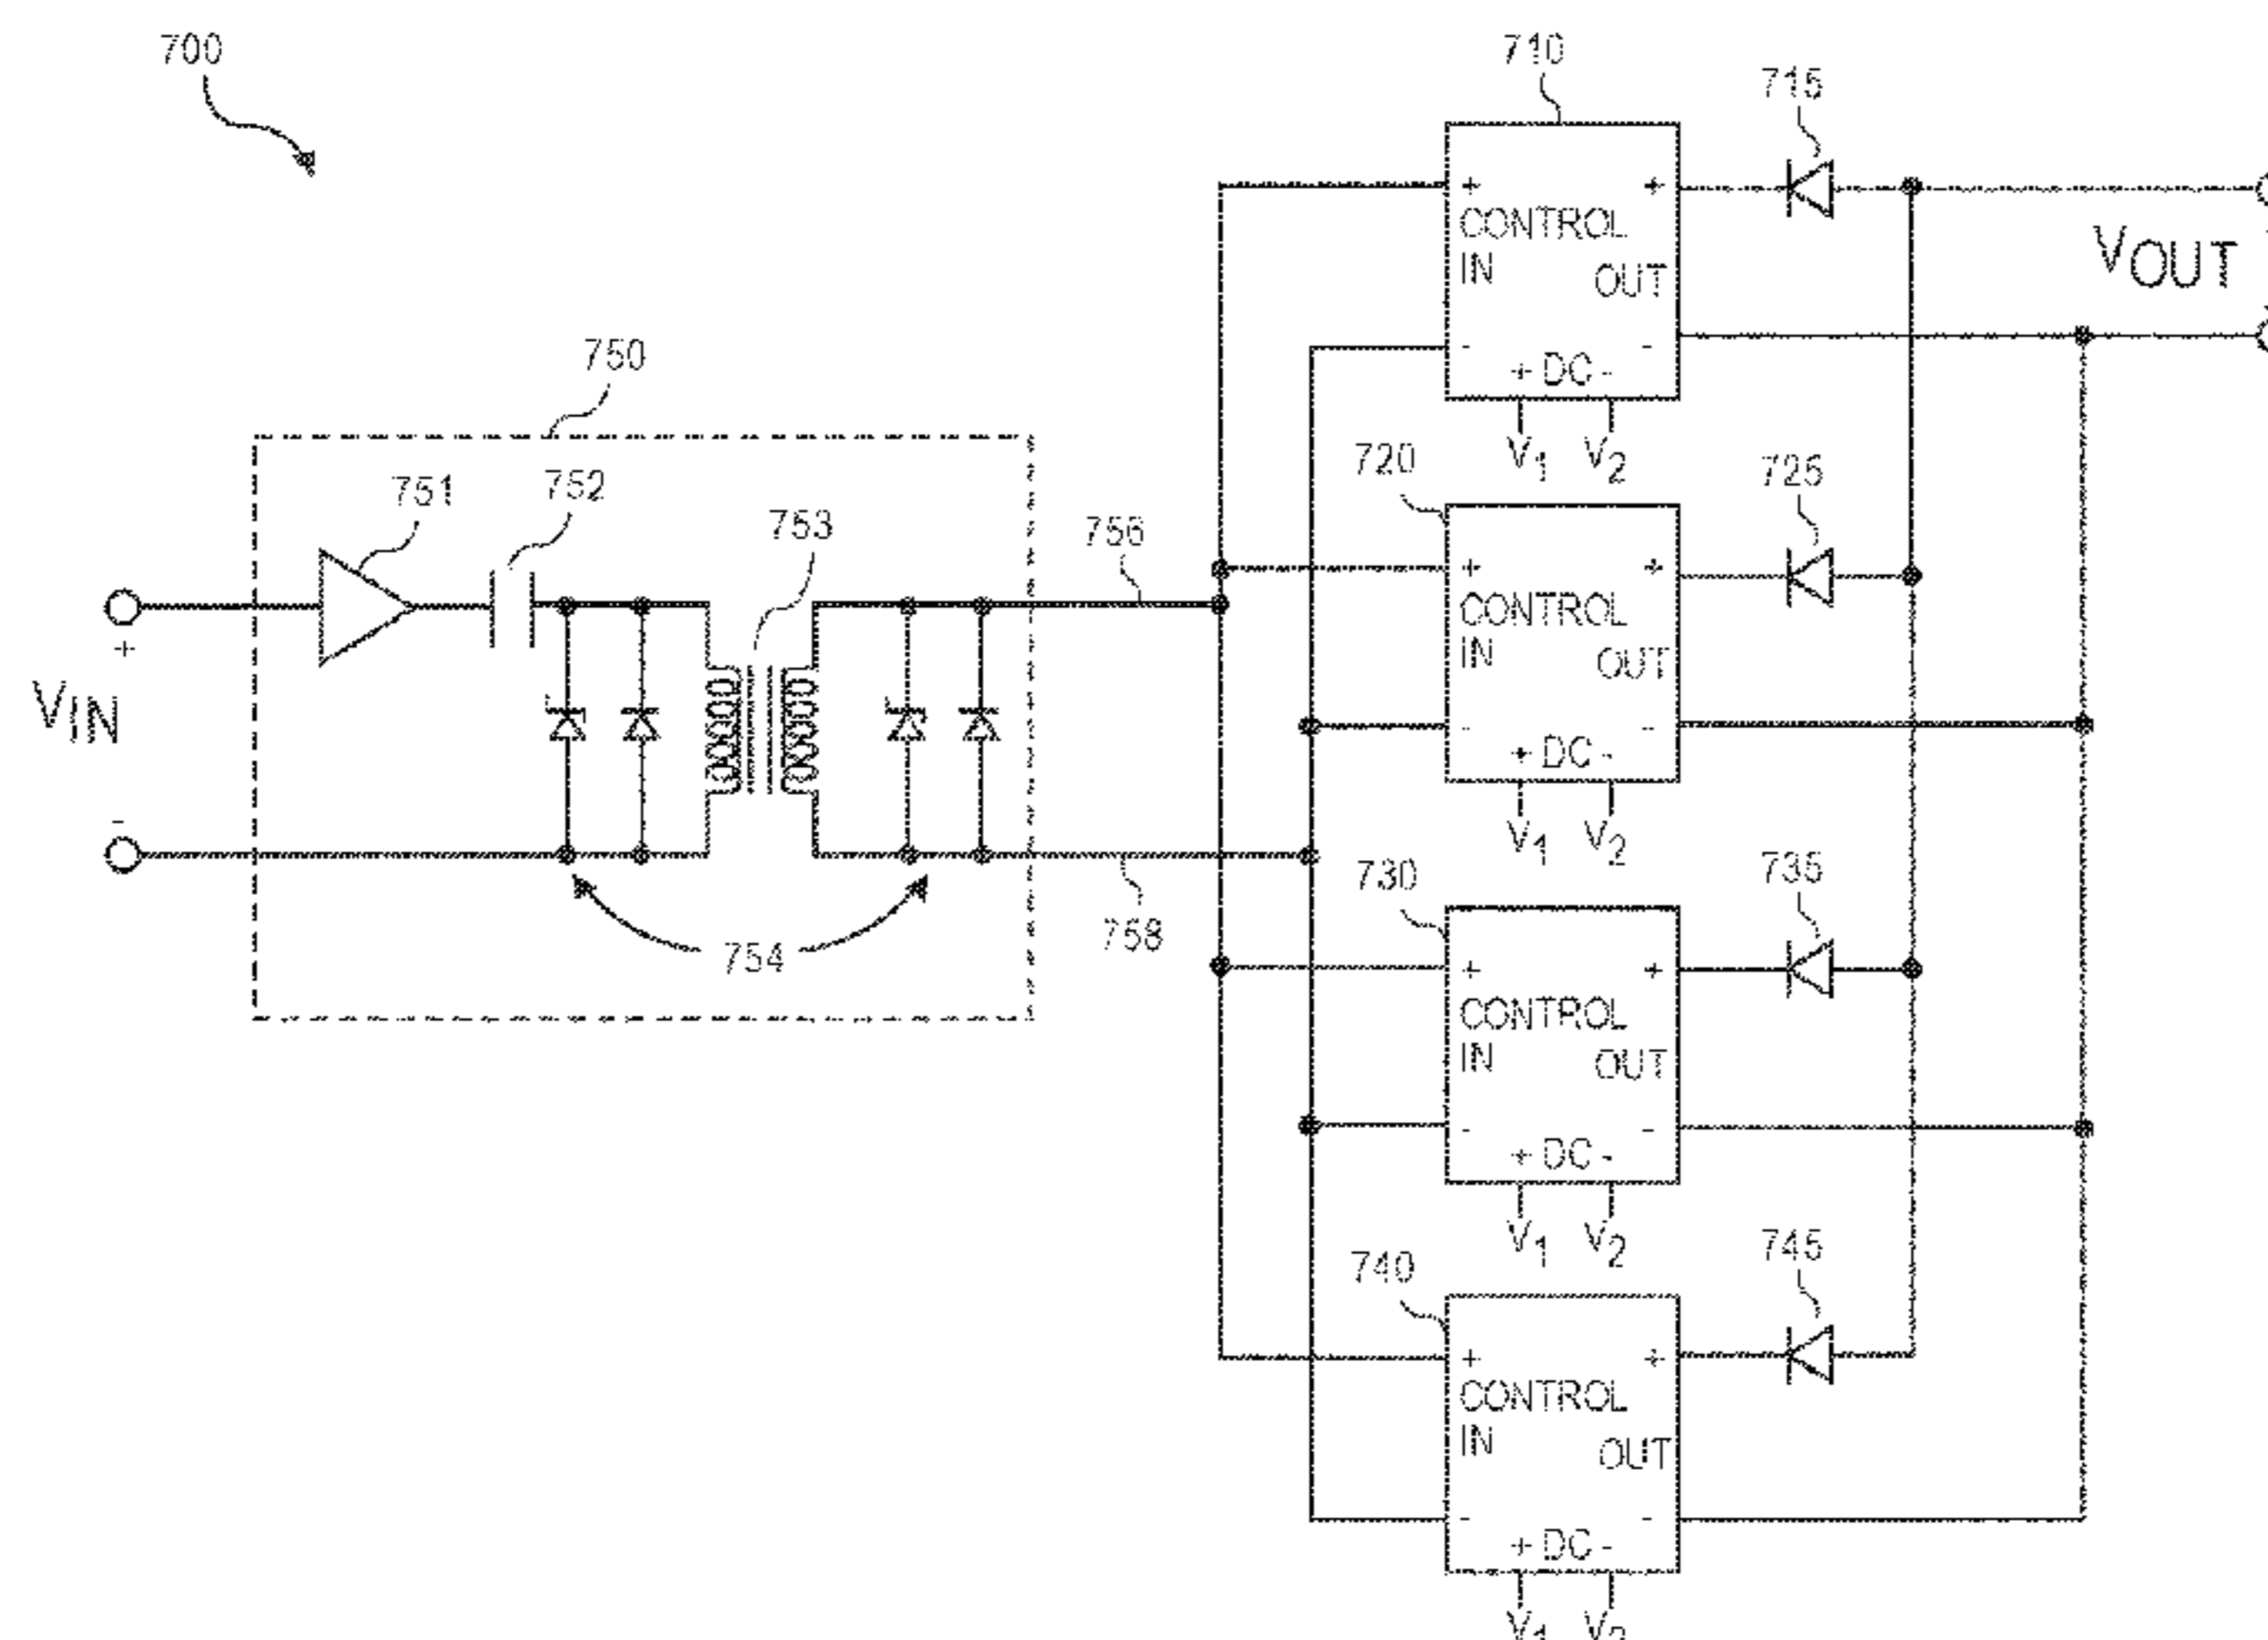 700
710
715
+ +
CONTROL
IN
OUT
- -
+ DC -
V1 V2
VOUT
750
751
752
753
754
756
758
+
VIN
-
720
725
+ +
CONTROL
IN
OUT
- -
+ DC -
V1 V2
730
735
+ +
CONTROL
IN
OUT
- -
+ DC -
V1 V2
740
745
+ +
CONTROL
IN
OUT
- -
+ DC -
V1 V2